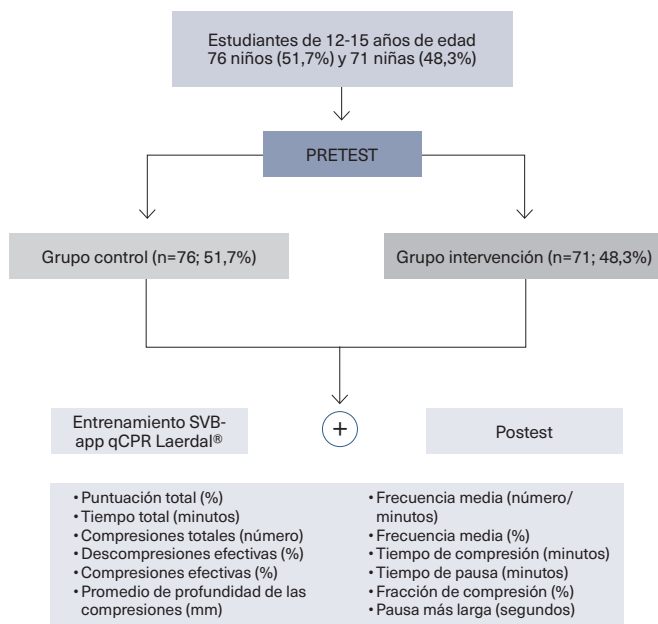 Estudiantes de 12-15 años de edad
76 niños (51,7%) y 71 niñas (48,3%)
PRETEST
Grupo control (n=76; 51,7%)
Grupo intervención (n=71; 48,3%)
Entrenamiento SVB-
app qCPR Laerdal®
+
Postest
• Puntuación total (%)
• Tiempo total (minutos)
• Compresiones totales (número)
• Descompresiones efectivas (%)
• Compresiones efectivas (%)
• Promedio de profundidad de las
compresiones (mm)
• Frecuencia media (número/
minutos)
• Frecuencia media (%)
• Tiempo de compresión (minutos)
• Tiempo de pausa (minutos)
• Fracción de compresión (%)
• Pausa más larga (segundos)